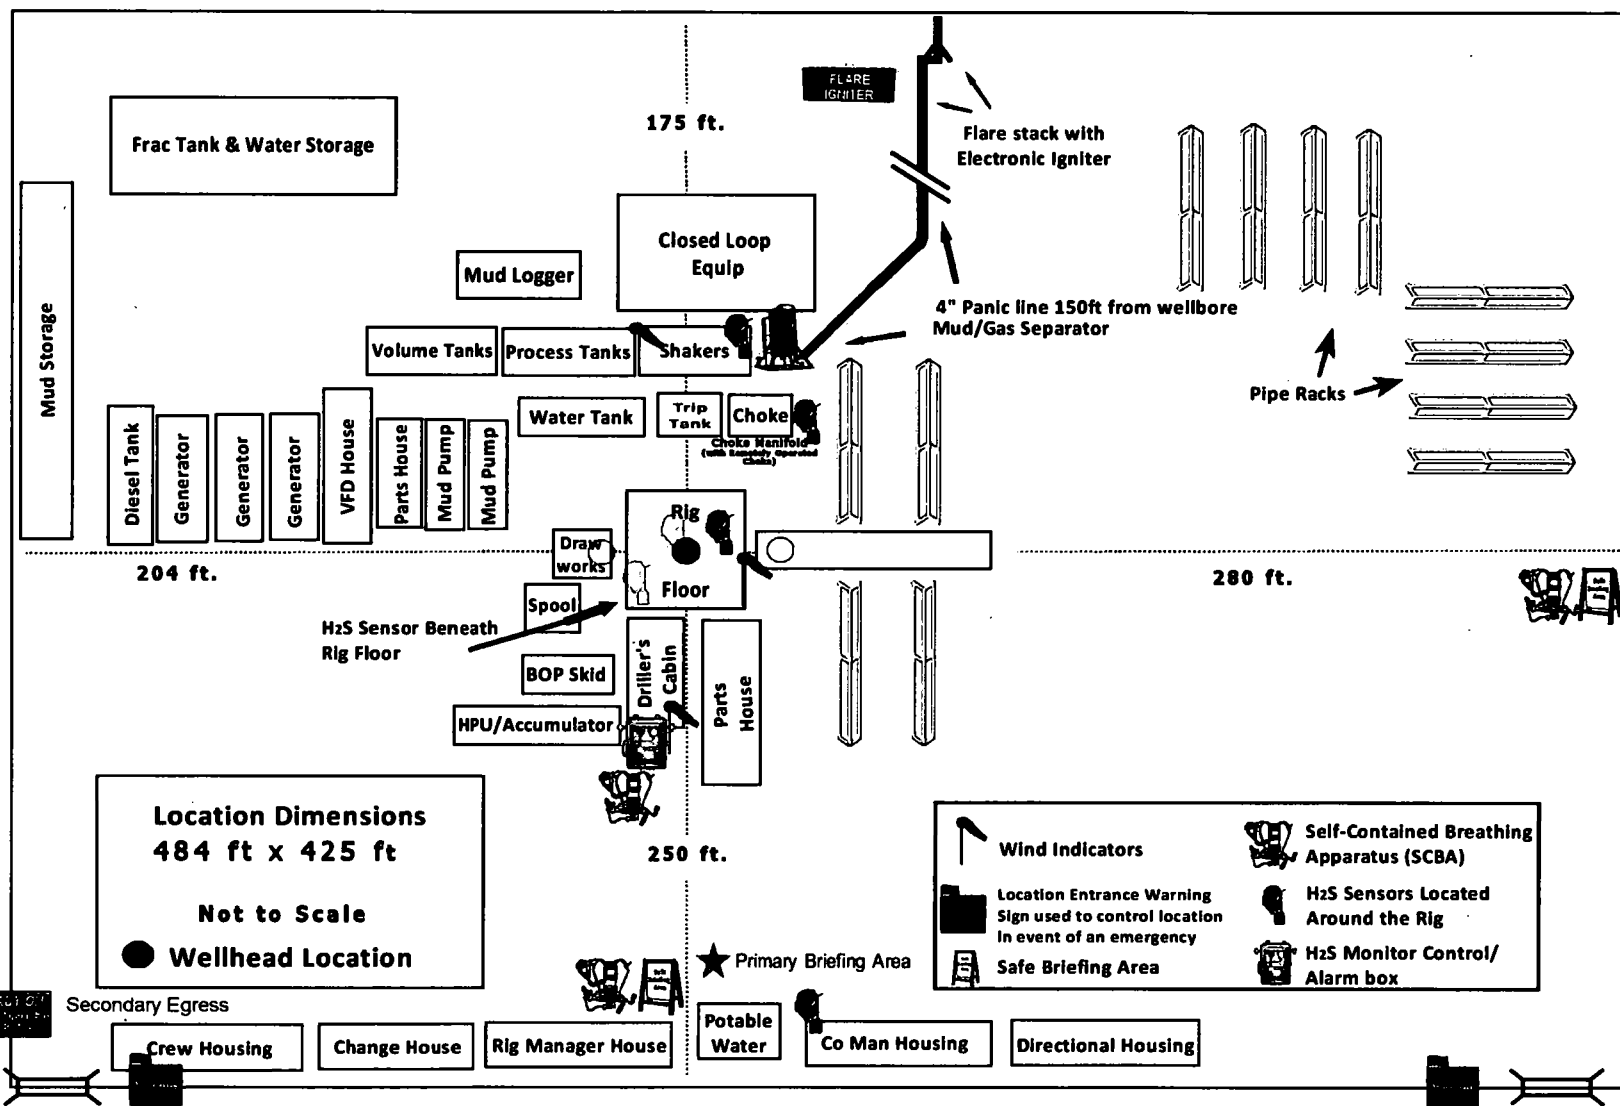 FLARE
IGNITER
175 ft.
Flare stack with
Electronic Igniter
Frac Tank & Water Storage
Closed Loop
Equip
Mud Logger
4" Panic line 150ft from wellbore
Mud/Gas Separator
Mud Storage
Volume Tanks
Process Tanks
Shakers
Pipe Racks
Water Tank
Trip
Tank
Choke
Choke Manifold
(with Remotely Operated
Choke)
Diesel Tank
Generator
Generator
Generator
VFD House
Parts House
Mud Pump
Mud Pump
Rig
Floor
Draw
works
204 ft.
280 ft.
Spool
H2S Sensor Beneath
Rig Floor
BOP Skid
Driller's
Cabin
Parts
House
HPU/Accumulator
Location Dimensions
484 ft x 425 ft
Not to Scale
Wellhead Location
250 ft.
Wind Indicators
Location Entrance Warning
Sign used to control location
in event of an emergency
Safe Briefing Area
Self-Contained Breathing
Apparatus (SCBA)
H2S Sensors Located
Around the Rig
H2S Monitor Control/
Alarm box
Primary Briefing Area
Secondary Egress
Crew Housing
Change House
Rig Manager House
Potable
Water
Co Man Housing
Directional Housing